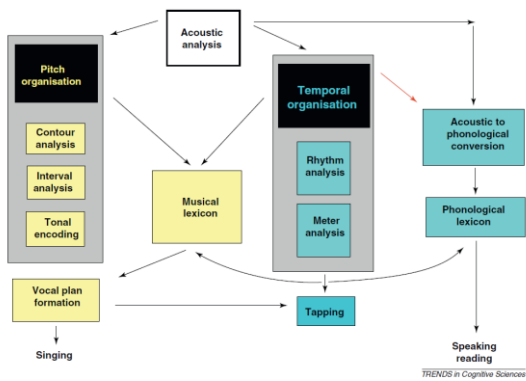 Acoustic
analysis
Pitch
organisation
Contour
analysis
Interval
analysis
Tonal
encoding
Musical
lexicon
Temporal
organisation
Rhythm
analysis
Meter
analysis
Acoustic to
phonological
conversion
Phonological
lexicon
Vocal plan
formation
Tapping
Singing
Speaking
reading
TRENDS in Cognitive Sciences